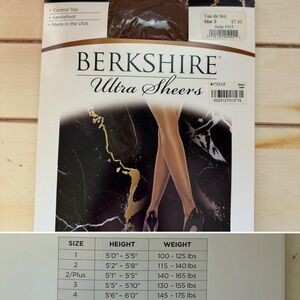 • Control Top
• Sandalfoot
• Made in the USA
Size 3 $7.95
BERKSHIRE
Ultra Sheers
SIZE HEIGHT WEIGHT
1 5'0" - 5'5" 100 - 125 lbs
2 5'2" - 5'8" 115 - 140 lbs
2/Plus 5'1" - 5'5" 140 - 165 lbs
3 5'5" - 5'10" 130 - 155 lbs
4 5'6" - 6'0" 145 - 175 lbs